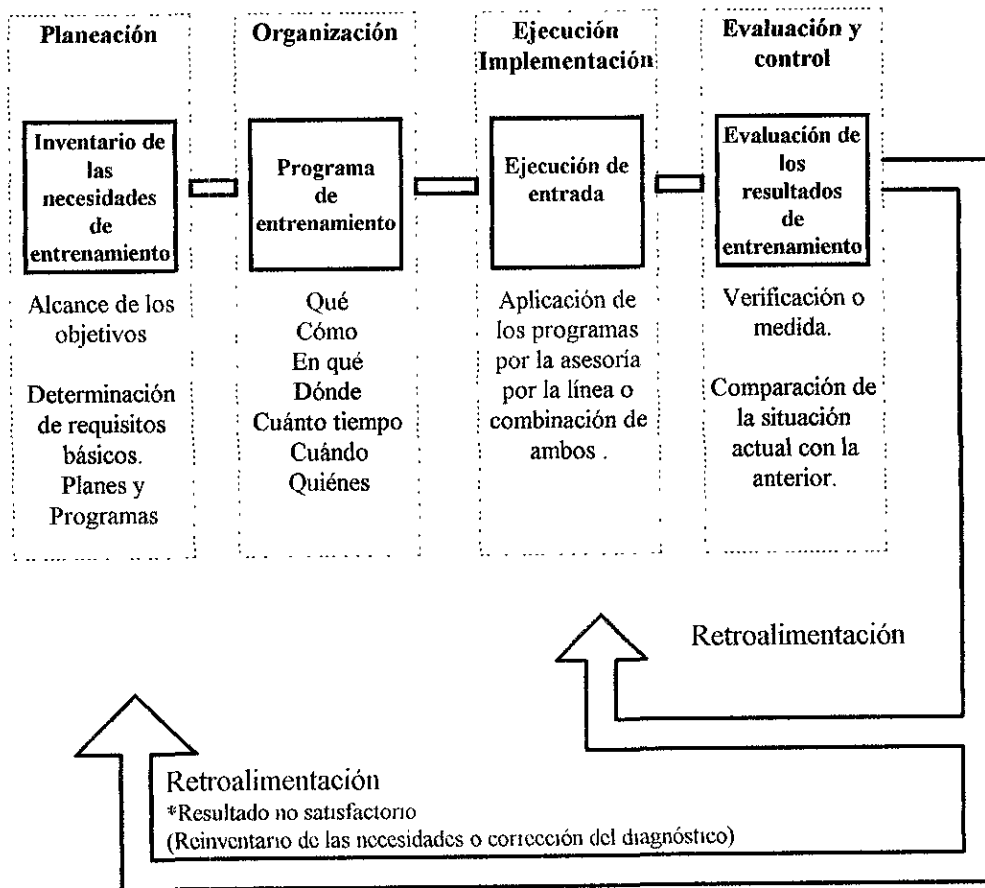 Planeación
Inventario de
las
necesidades
de
entrenamiento
Alcance de los
objetivos
Determinación
de requisitos
básicos.
Planes y
Programas
Organización
Programa
de
entrenamiento
Qué
Cómo
En qué
Dónde
Cuánto tiempo
Cuándo
Quiénes
Ejecución
Implementación
Ejecución de
entrada
Aplicación de
los programas
por la asesoría
por la línea o
combinación de
ambos .
Evaluación y
control
Evaluación de
los
resultados
de
entrenamiento
Verificación o
medida.
Comparación de
la situación
actual con la
anterior.
Retroalimentación
Retroalimentación
*Resultado no satisfactorio
(Reinventario de las necesidades o corrección del diagnóstico)